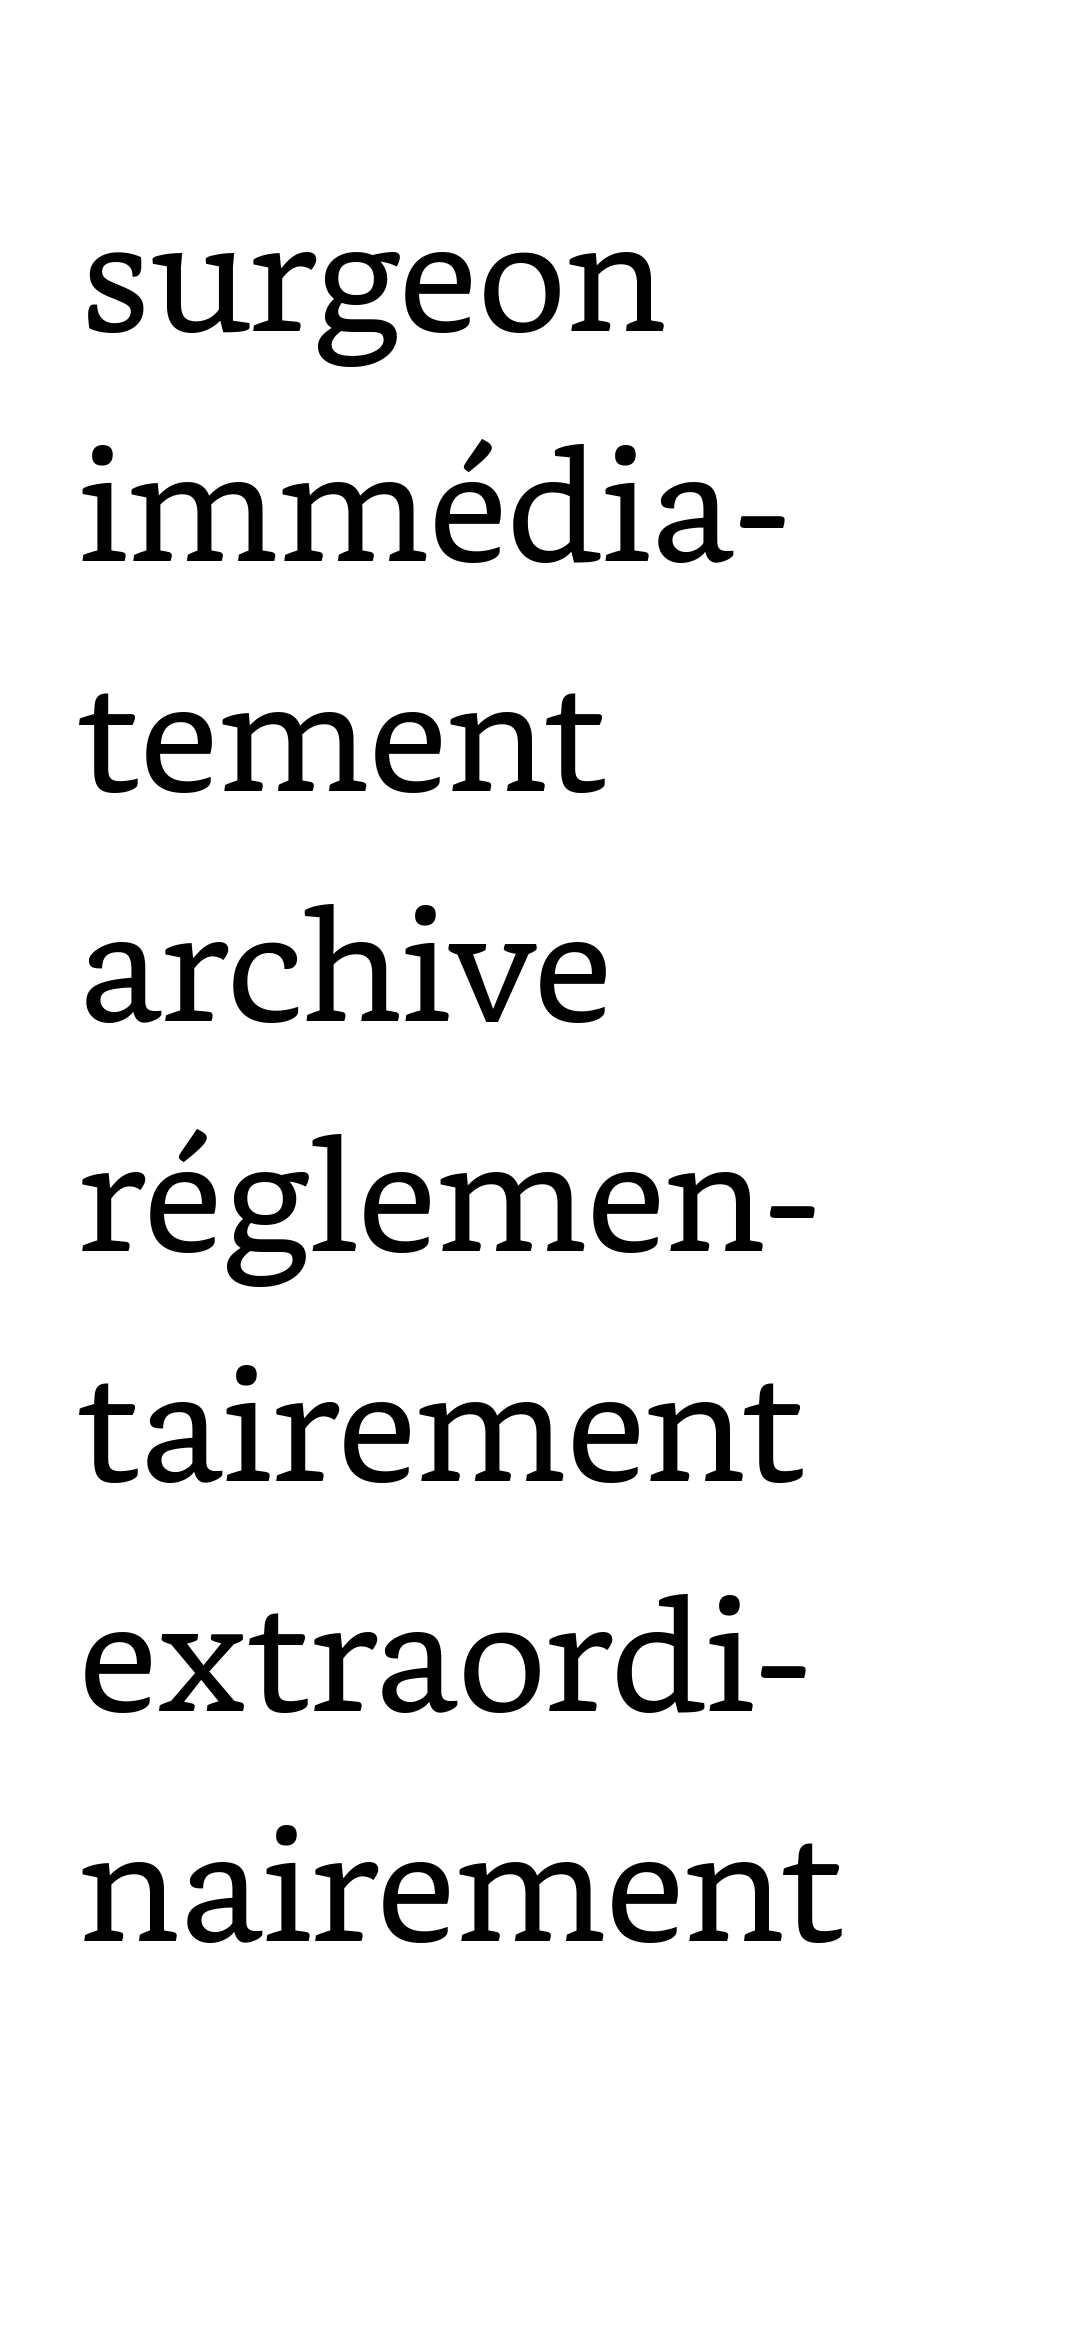 surgeon
immédia-
tement
archive
réglemen-
tairement
extraordi-
nairement